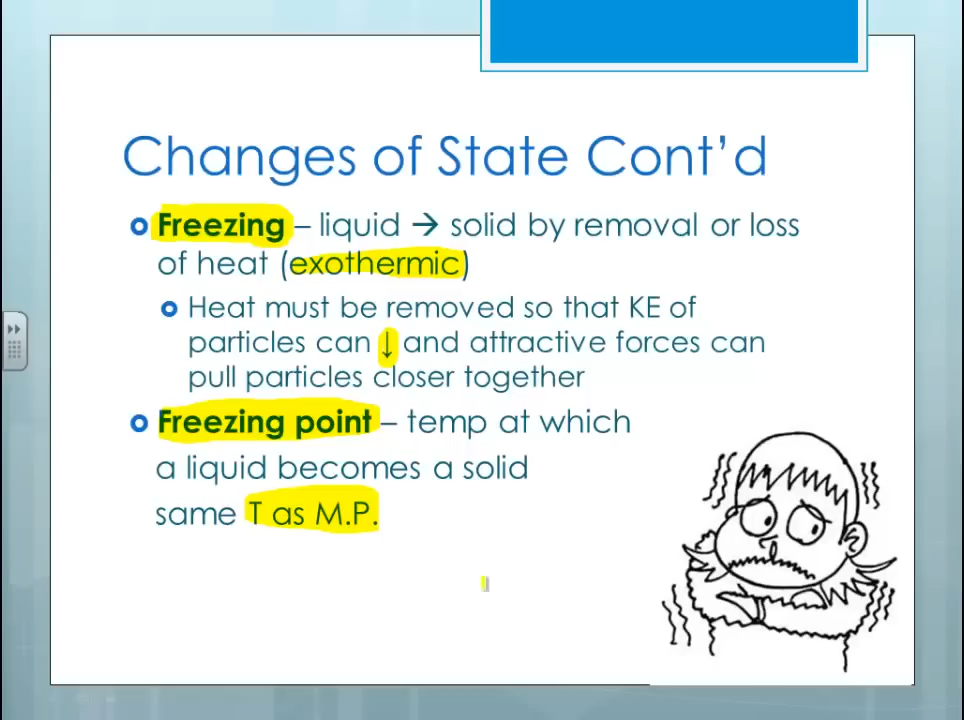 Changes of State Cont’d
Freezing – liquid → solid by removal or loss
of heat (exothermic)
Heat must be removed so that KE of
particles can ↓ and attractive forces can
pull particles closer together
Freezing point – temp at which
a liquid becomes a solid
same T as M.P.